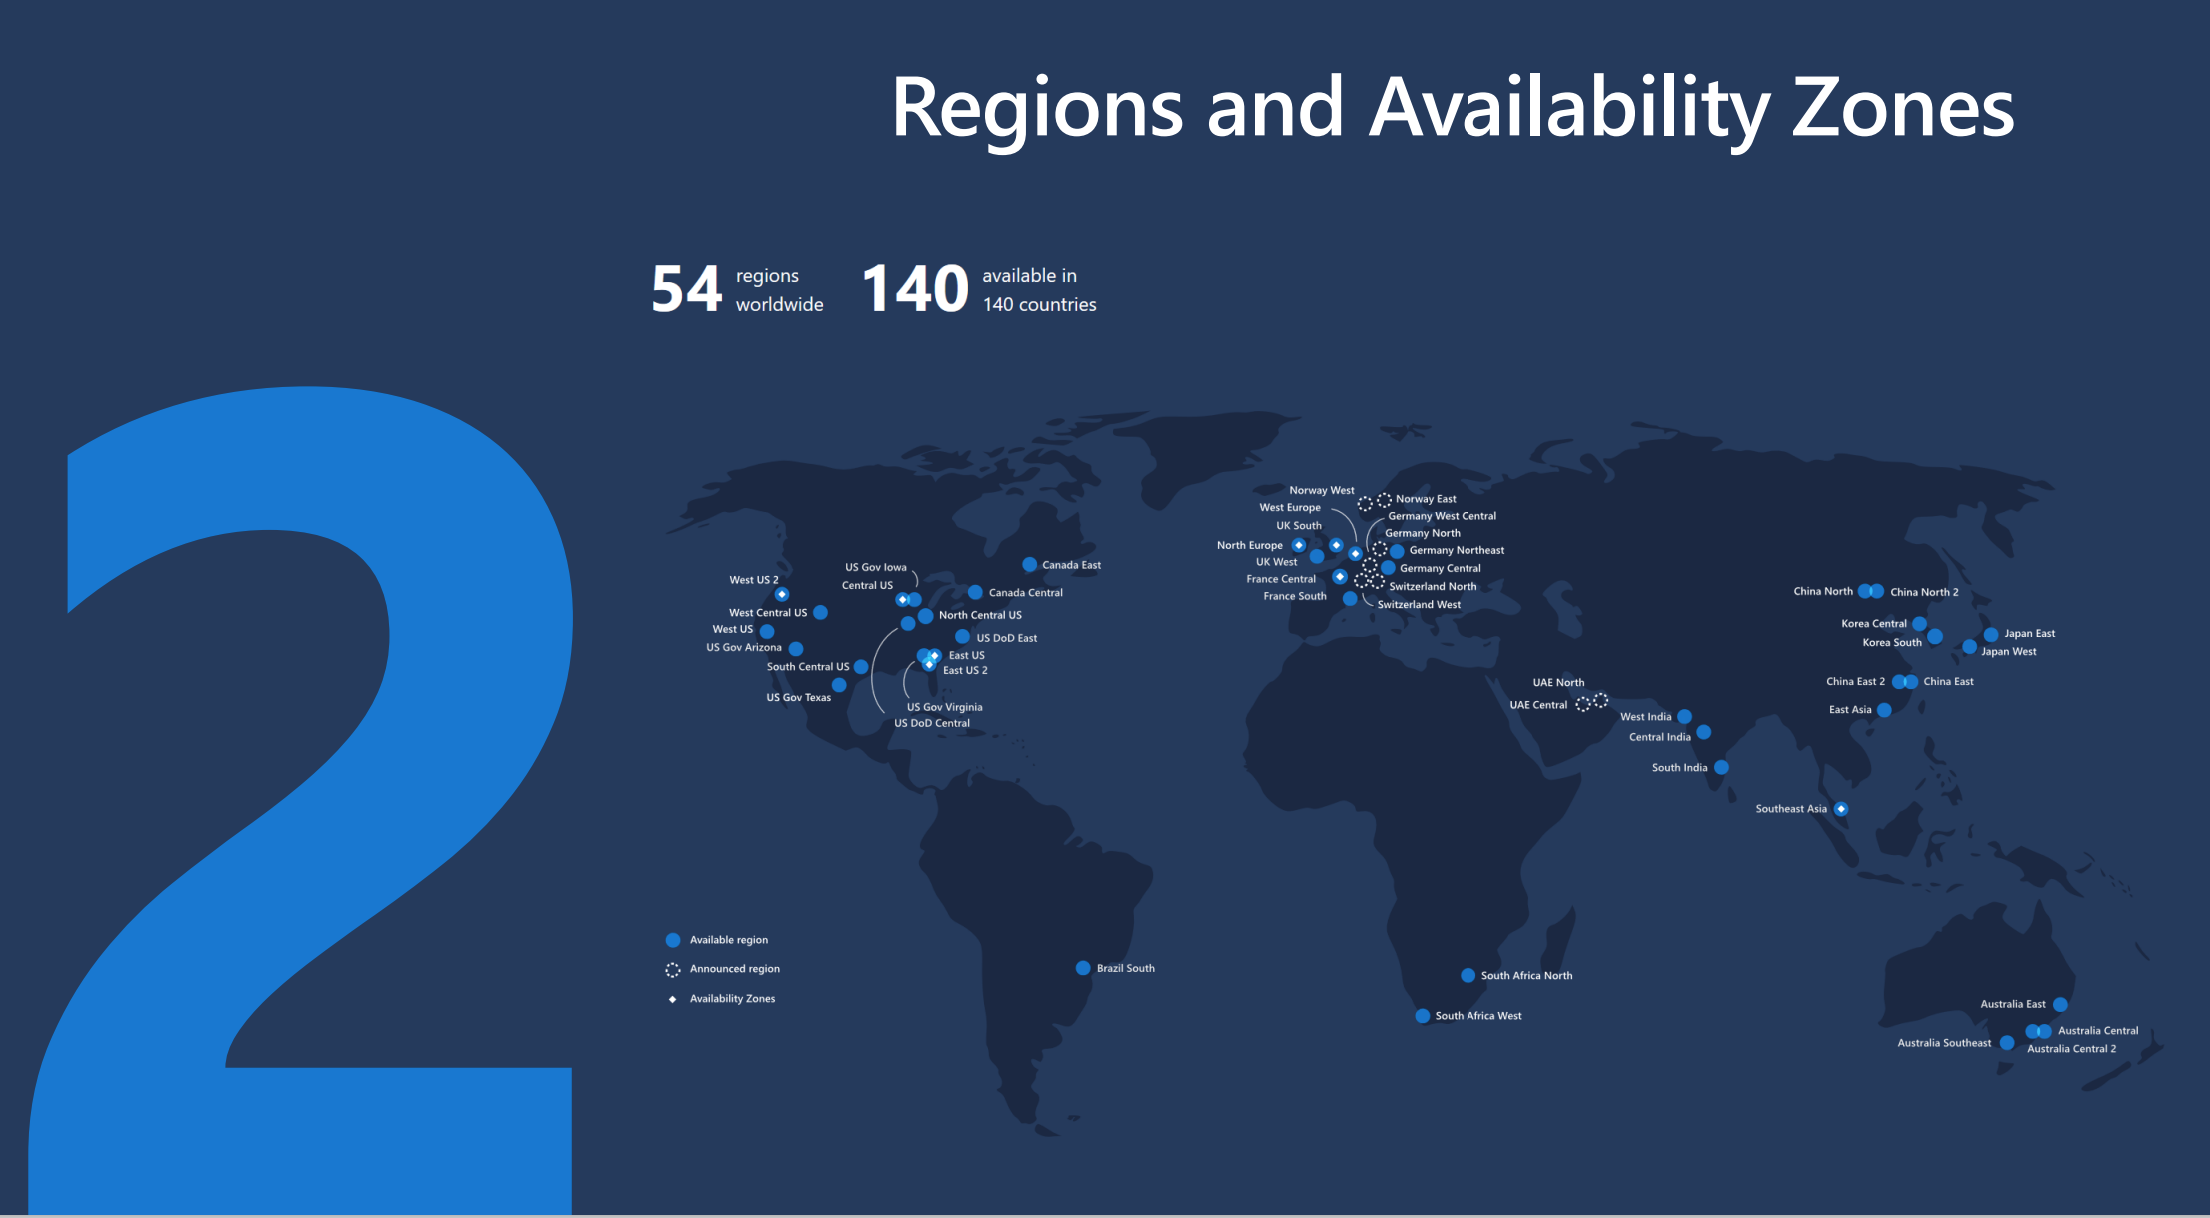 Regions and Availability Zones
54
regions
worldwide
140
available in
140 countries
2
Norway West
Norway East
West Europe
Germany West Central
UK South
Germany North
North Europe
Germany Northeast
UK West
Germany Central
France Central
Switzerland North
France South
Switzerland West
US Gov Iowa
Canada East
West US 2
Central US
Canada Central
West Central US
North Central US
West US
US DoD East
US Gov Arizona
East US
South Central US
East US 2
US Gov Texas
US Gov Virginia
US DoD Central
China North
China North 2
Korea Central
Japan East
Korea South
Japan West
China East 2
China East
East Asia
UAE North
UAE Central
West India
Central India
South India
Southeast Asia
Available region
Announced region
Availability Zones
Brazil South
South Africa North
South Africa West
Australia East
Australia Central
Australia Southeast
Australia Central 2